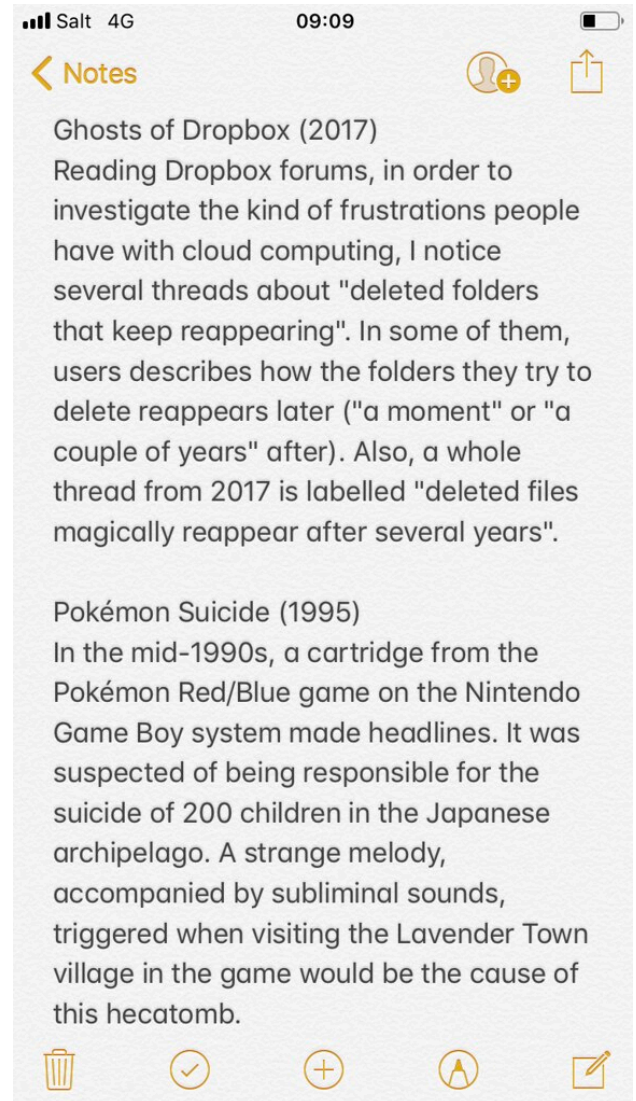 Salt 4G 09:09
Notes
Ghosts of Dropbox (2017)
Reading Dropbox forums, in order to
investigate the kind of frustrations people
have with cloud computing, I notice
several threads about "deleted folders
that keep reappearing". In some of them,
users describes how the folders they try to
delete reappears later ("a moment" or "a
couple of years" after). Also, a whole
thread from 2017 is labelled "deleted files
magically reappear after several years".
Pokémon Suicide (1995)
In the mid-1990s, a cartridge from the
Pokémon Red/Blue game on the Nintendo
Game Boy system made headlines. It was
suspected of being responsible for the
suicide of 200 children in the Japanese
archipelago. A strange melody,
accompanied by subliminal sounds,
triggered when visiting the Lavender Town
village in the game would be the cause of
this hecatomb.